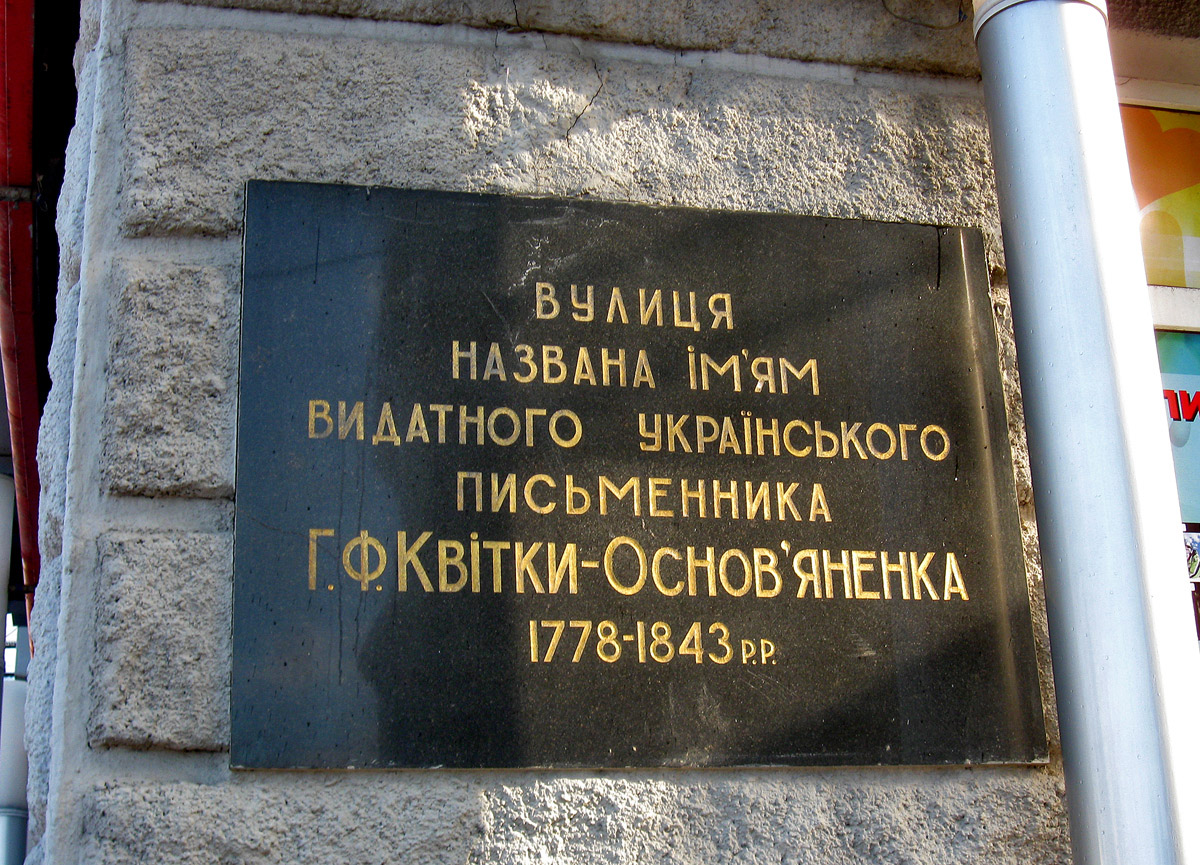 ВУЛИЦЯ
НАЗВАНА ІМ'ЯМ
ВИДАТНОГО УКРАЇНСЬКОГО
ПИСЬМЕННИКА
Г.Ф.КВІТКИ-ОСНОВ'ЯНЕНКА
1778-1843 Р.Р.